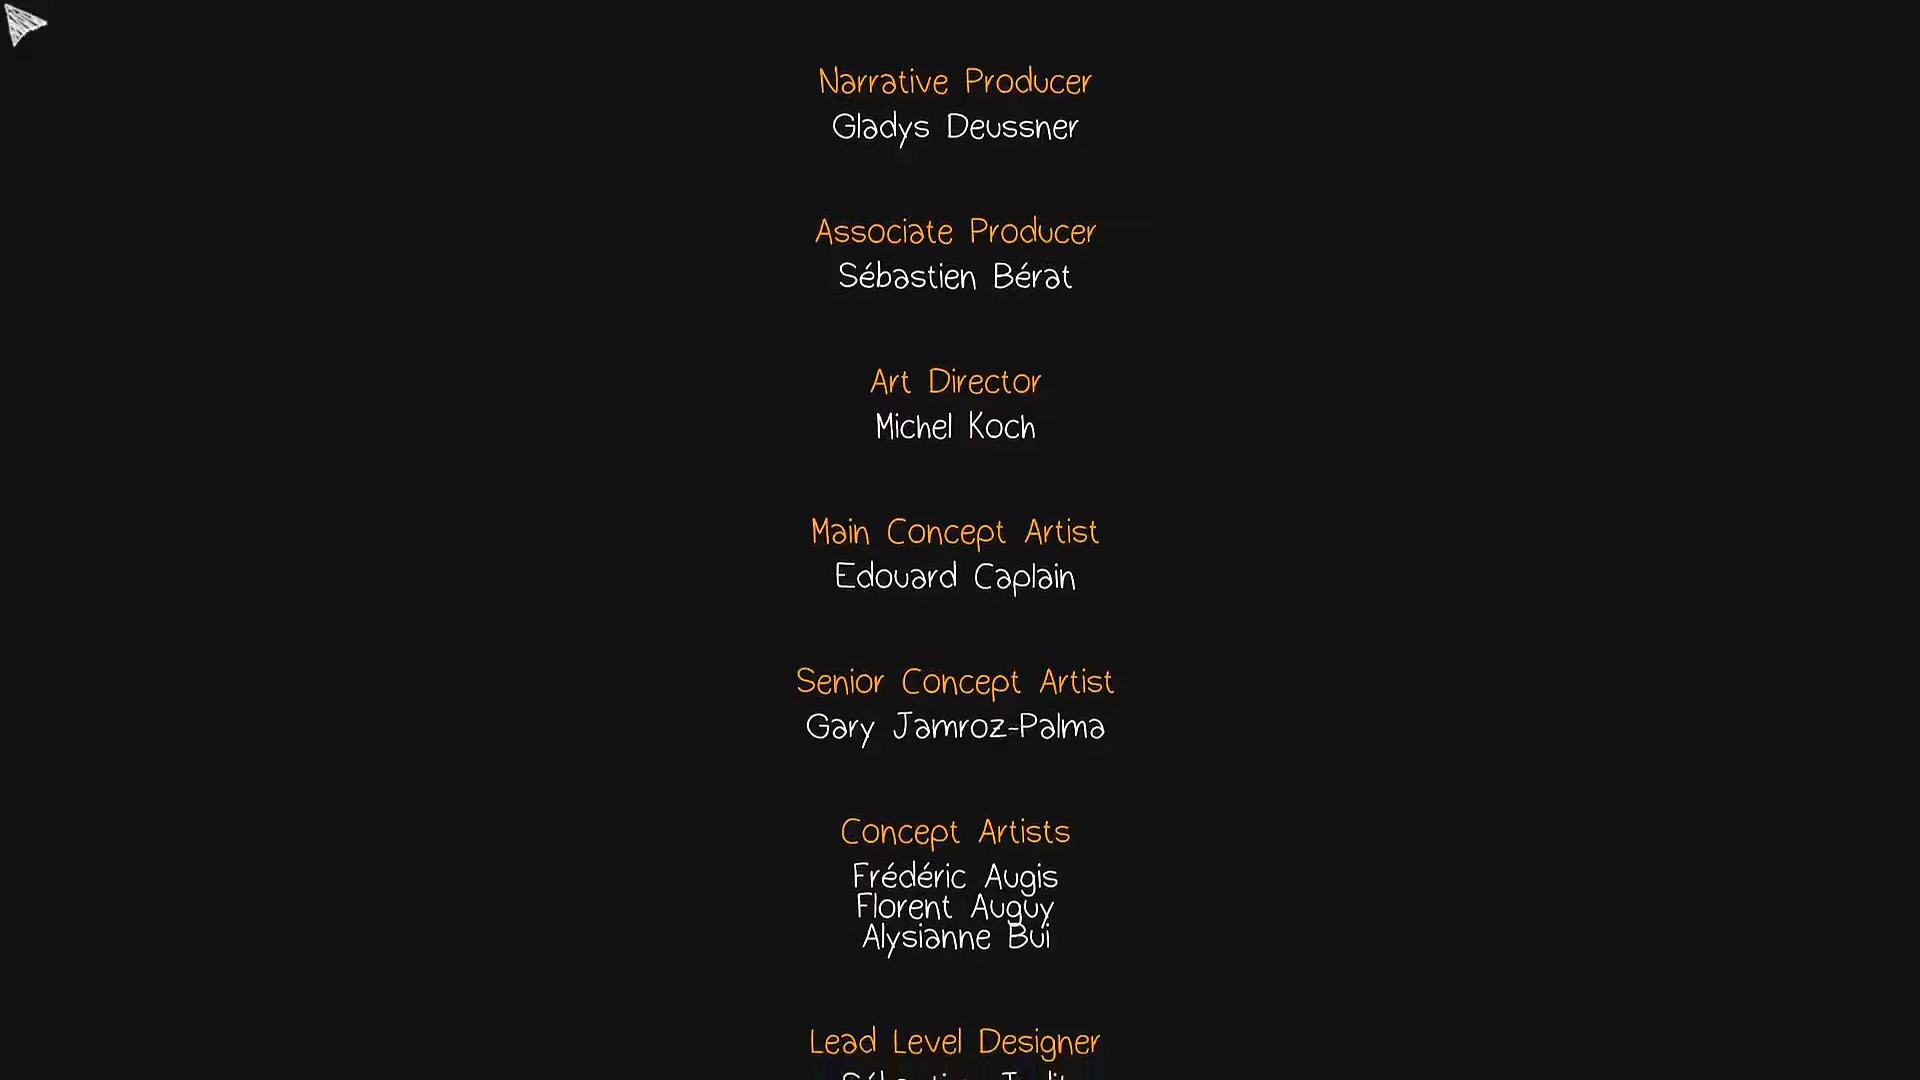 Narrative Producer
Gladys Deussner
Associate Producer
Sébastien Bérat
Art Director
Michel Koch
Main Concept Artist
Edouard Caplain
Senior Concept Artist
Gary Jamroz-Palma
Concept Artists
Frédéric Augis
Florent Auguy
Alysianne Bui
Lead Level Designer